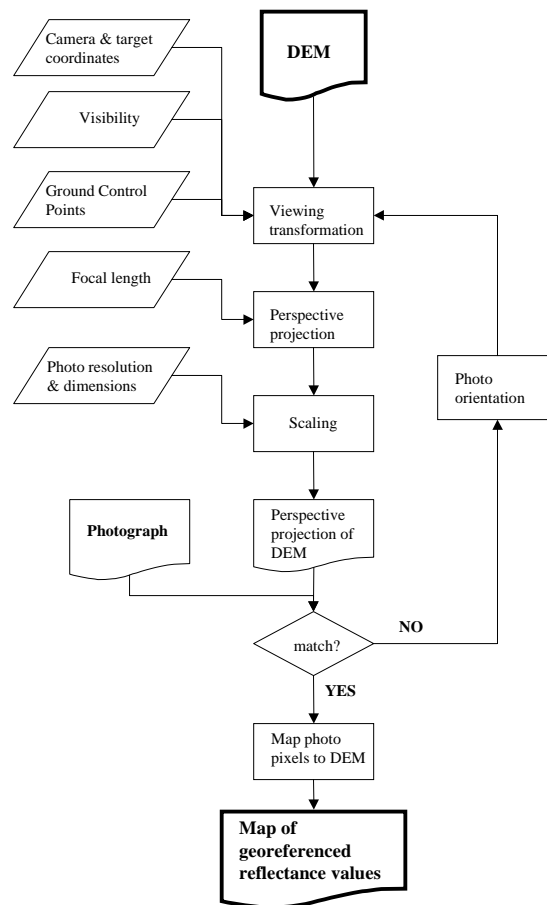 Camera & target
coordinates
DEM
Visibility
Ground Control
Points
Viewing
transformation
Focal length
Perspective
projection
Photo resolution
& dimensions
Photo
orientation
Scaling
Photograph
Perspective
projection of
DEM
match?
NO
YES
Map photo
pixels to DEM
Map of
georeferenced
reflectance values